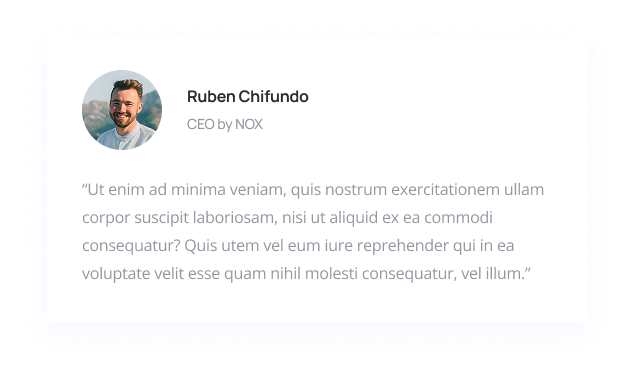 Ruben Chifundo
CEO by NOX
“Ut enim ad minima veniam, quis nostrum exercitationem ullam
corpor suscipit laboriosam, nisi ut aliquid ex ea commodi
consequatur? Quis utem vel eum iure reprehender qui in ea
voluptate velit esse quam nihil molesti consequatur, vel illum.”